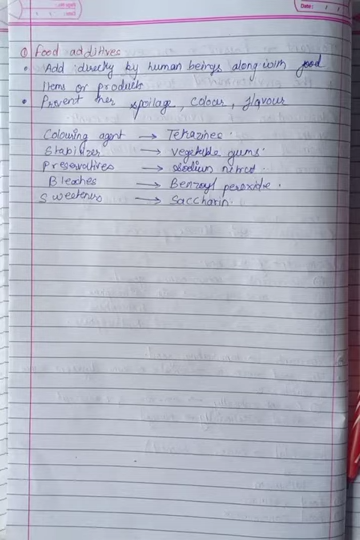 Food additives
• Add directly by human beings along with food
Items or products
• Prevent their spoilage, colour, flavour
Colouring agent → Tetrazines.
Stabilizer → vegetable gums.
Preservatives → sodium nitred.
Bleaches → Benzoyl peroxide.
Sweeteners → Saccharin.